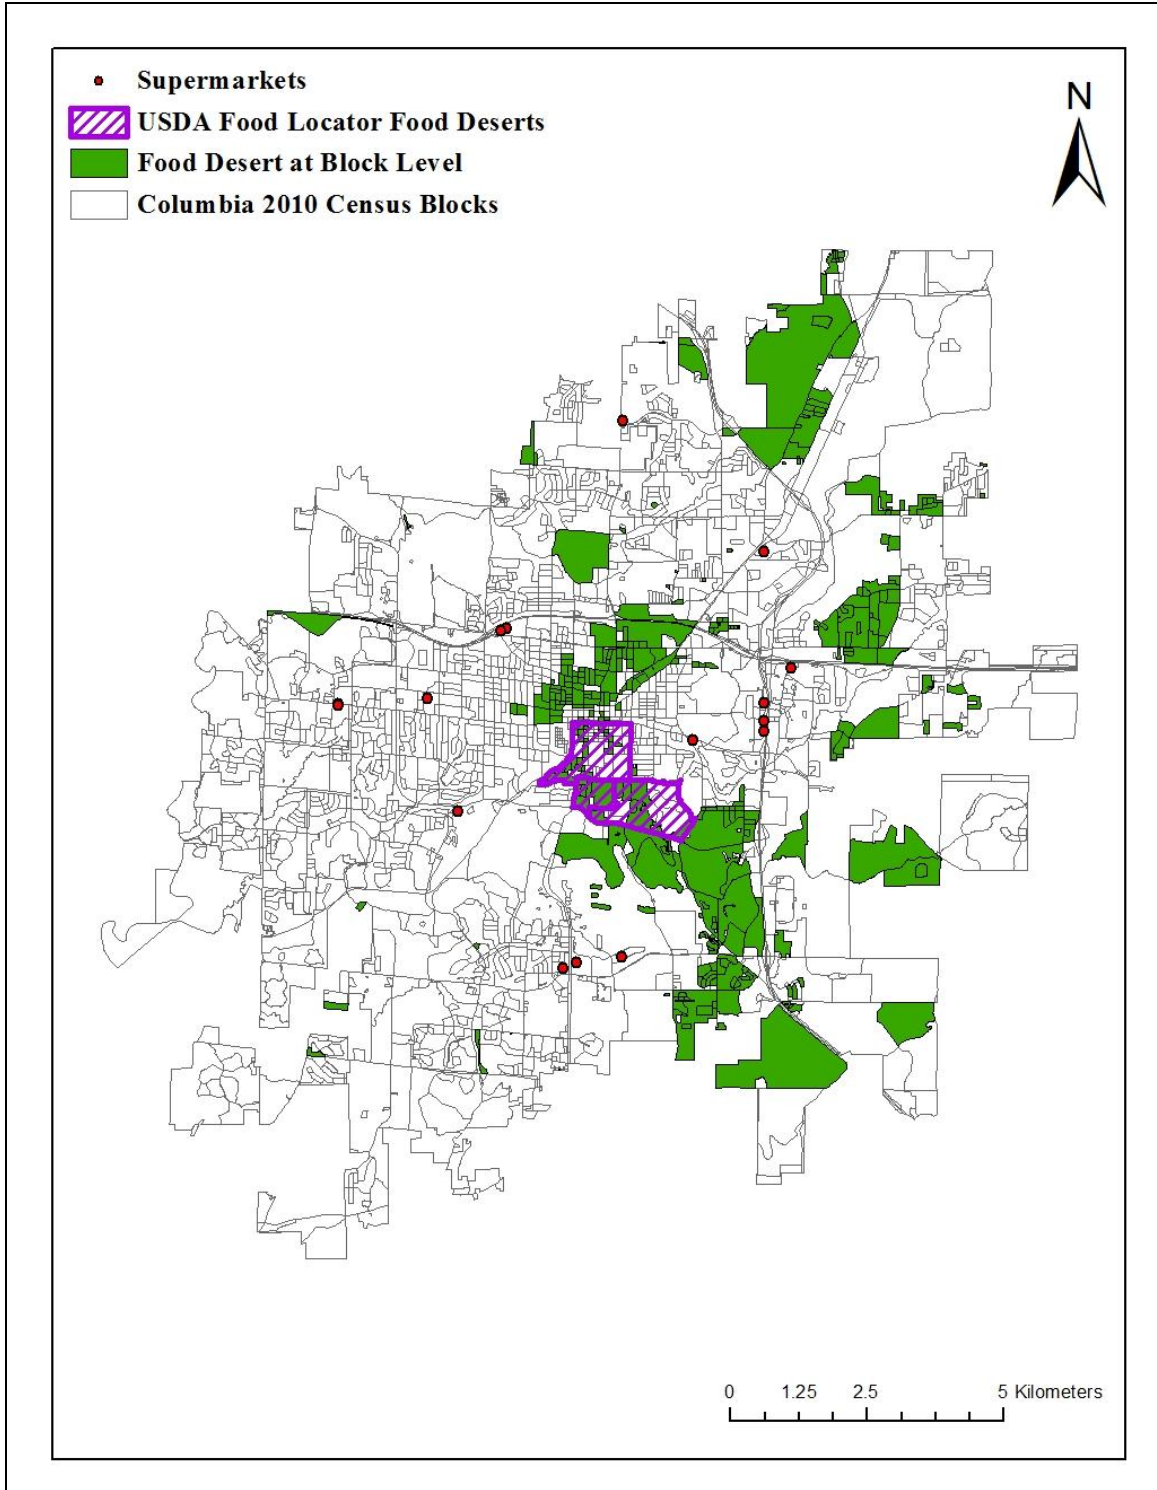 Supermarkets
USDA Food Locator Food Deserts
Food Desert at Block Level
Columbia 2010 Census Blocks
N
0 1.25 2.5 5 Kilometers